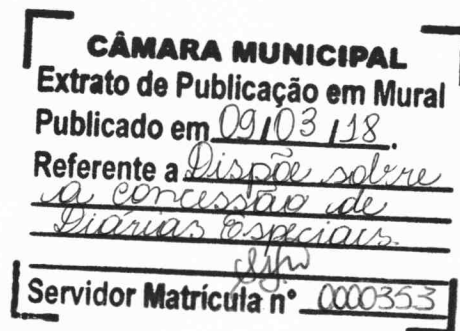 CÂMARA MUNICIPAL
Extrato de Publicação em Mural
Publicado em 09/03/18.
Referente a Dispõe sobre
a concessão de
Diárias Especiais.
Servidor Matrícula nº 0000353